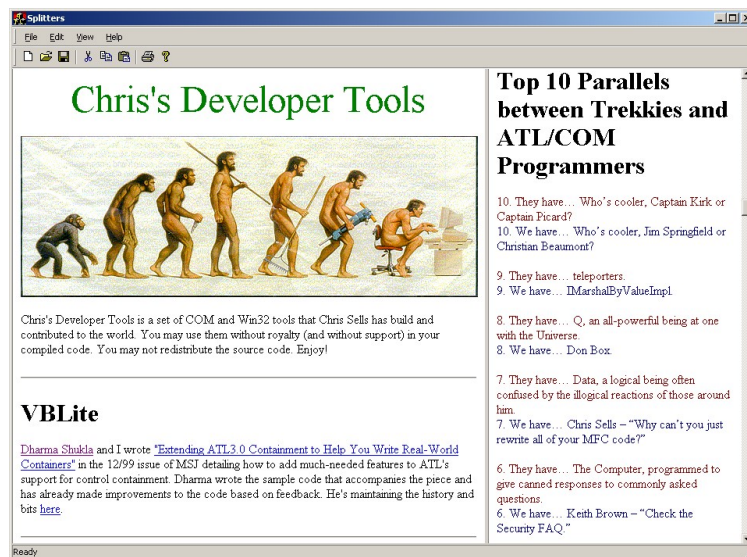 Splitters
File Edit View Help
Chris's Developer Tools
Chris's Developer Tools is a set of COM and Win32 tools that Chris Sells has build and
contributed to the world. You may use them without royalty (and without support) in your
compiled code. You may not redistribute the source code. Enjoy!
VBLite
Dharma Shukla and I wrote "Extending ATL3.0 Containment to Help You Write Real-World
Containers" in the 12/99 issue of MSJ detailing how to add much-needed features to ATL's
support for control containment. Dharma wrote the sample code that accompanies the piece and
has already made improvements to the code based on feedback. He's maintaining the history and
bits here.
Top 10 Parallels
between Trekkies and
ATL/COM
Programmers
10. They have… Who's cooler, Captain Kirk or
Captain Picard?
10. We have… Who's cooler, Jim Springfield or
Christian Beaumont?
9. They have… teleporters.
9. We have… IMarshalByValueImpl.
8. They have… Q, an all-powerful being at one
with the Universe.
8. We have… Don Box.
7. They have… Data, a logical being often
confused by the illogical reactions of those around
him.
7. We have… Chris Sells – "Why can't you just
rewrite all of your MFC code?"
6. They have… The Computer, programmed to
give canned responses to commonly asked
questions.
6. We have… Keith Brown – "Check the
Security FAQ."
Ready